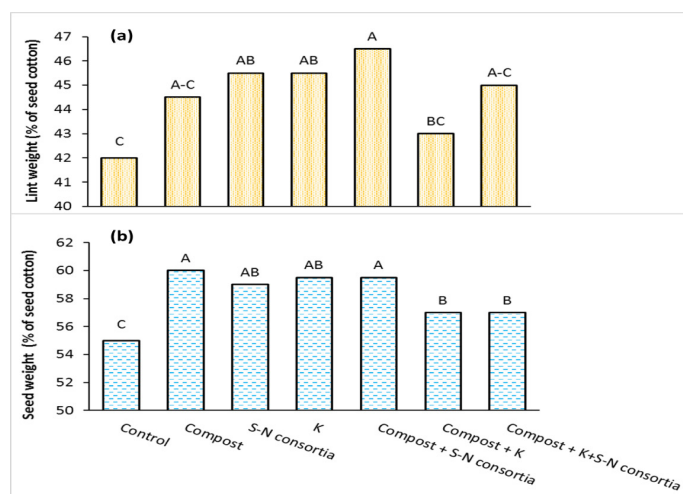 (a)
Lint weight (% of seed cotton)
47
46
45
44
43
42
41
40
C
A-C
AB
AB
A
BC
A-C
(b)
Seed weight (% of seed cotton)
62
60
58
56
54
52
50
C
A
AB
AB
A
B
B
Control
Compost
S-N consortia
K
Compost + S-N consortia
Compost + K
Compost + K+S-N consortia